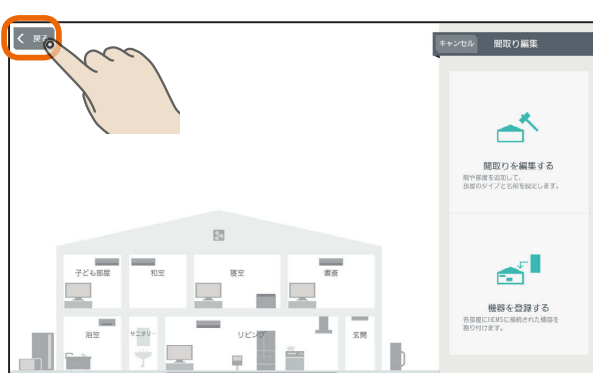 戻る
キャンセル
間取り編集
間取りを編集する
階や部屋を追加して、
部屋のタイプと名前を設定します。
子ども部屋
和室
寝室
書斎
浴室
サニタリー
リビング
玄関
機器を登録する
各部屋にHEMSに接続された機器を
割り付けます。